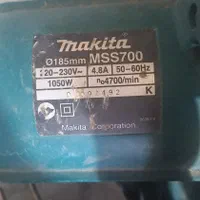 makita
Ø185mm MSS700
220-230V~ 4.8A 50-60Hz
1050W n₀4700/min
K
Makita Corporation